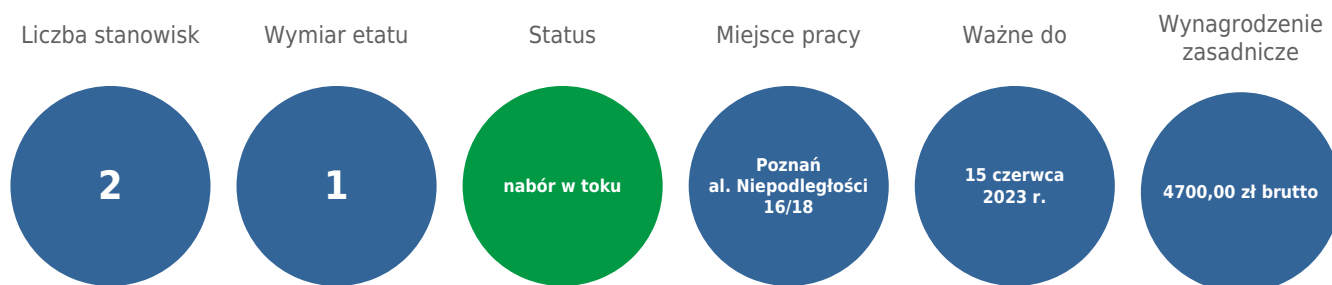 Liczba stanowisk
2
Wymiar etatu
1
Status
nabór w toku
Miejsce pracy
Poznań
al. Niepodległości
16/18
Ważne do
15 czerwca
2023 r.
Wynagrodzenie
zasadnicze
4700,00 zł brutto